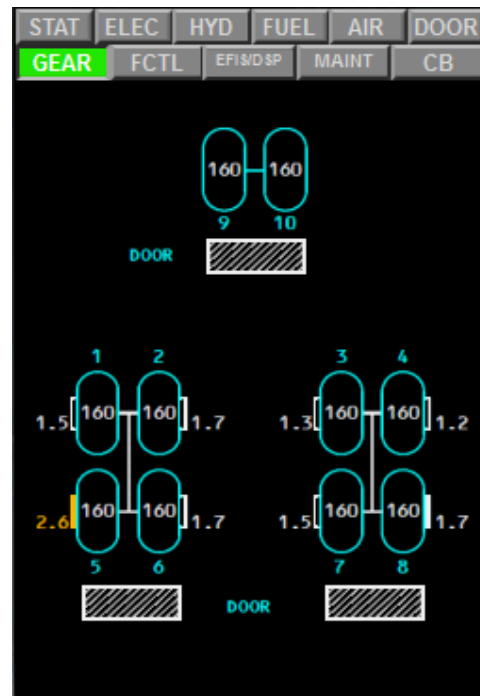 STAT ELEC HYD FUEL AIR DOOR
GEAR FCTL EFIS/DSP MAINT CB
160 160
9 10
DOOR
1 2 3 4
1.5 160 160 1.7 1.3 160 160 1.2
2.6 160 160 1.7 1.5 160 160 1.7
5 6 7 8
DOOR